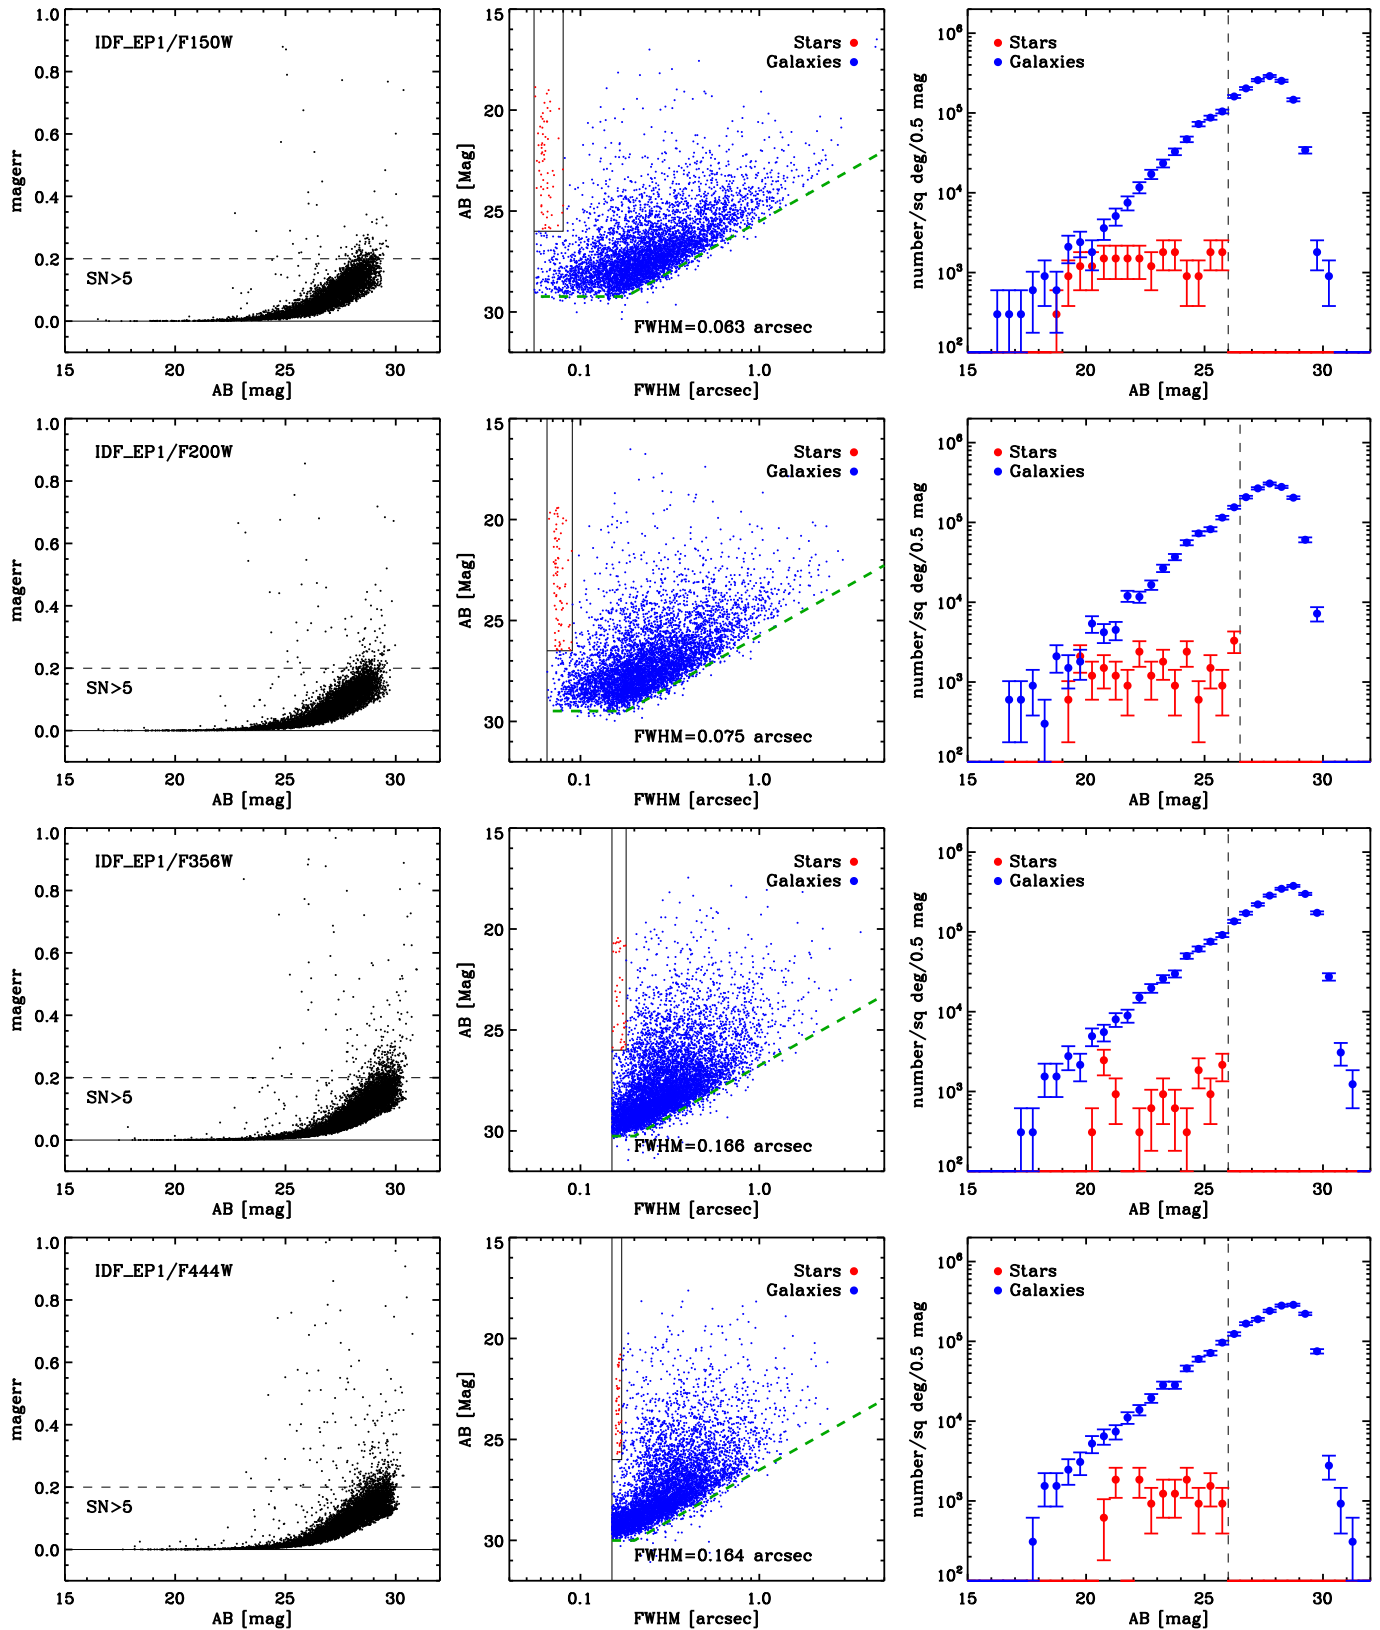 IDF_EP1/F150W
SN>5
magerr
0.0
0.2
0.4
0.6
0.8
1.0
15 20 25 30
AB [mag]
Stars
Galaxies
FWHM=0.063 arcsec
AB [Mag]
15
20
25
30
0.1 1.0
FWHM [arcsec]
Stars
Galaxies
number/sq deg/0.5 mag
10^6
10^5
10^4
10^3
10^2
15 20 25 30
AB [mag]
IDF_EP1/F200W
SN>5
magerr
0.0
0.2
0.4
0.6
0.8
1.0
15 20 25 30
AB [mag]
Stars
Galaxies
FWHM=0.075 arcsec
AB [Mag]
15
20
25
30
0.1 1.0
FWHM [arcsec]
Stars
Galaxies
number/sq deg/0.5 mag
10^6
10^5
10^4
10^3
10^2
15 20 25 30
AB [mag]
IDF_EP1/F356W
SN>5
magerr
0.0
0.2
0.4
0.6
0.8
1.0
15 20 25 30
AB [mag]
Stars
Galaxies
FWHM=0.166 arcsec
AB [Mag]
15
20
25
30
0.1 1.0
FWHM [arcsec]
Stars
Galaxies
number/sq deg/0.5 mag
10^6
10^5
10^4
10^3
10^2
15 20 25 30
AB [mag]
IDF_EP1/F444W
SN>5
magerr
0.0
0.2
0.4
0.6
0.8
1.0
15 20 25 30
AB [mag]
Stars
Galaxies
FWHM=0.164 arcsec
AB [Mag]
15
20
25
30
0.1 1.0
FWHM [arcsec]
Stars
Galaxies
number/sq deg/0.5 mag
10^6
10^5
10^4
10^3
10^2
15 20 25 30
AB [mag]